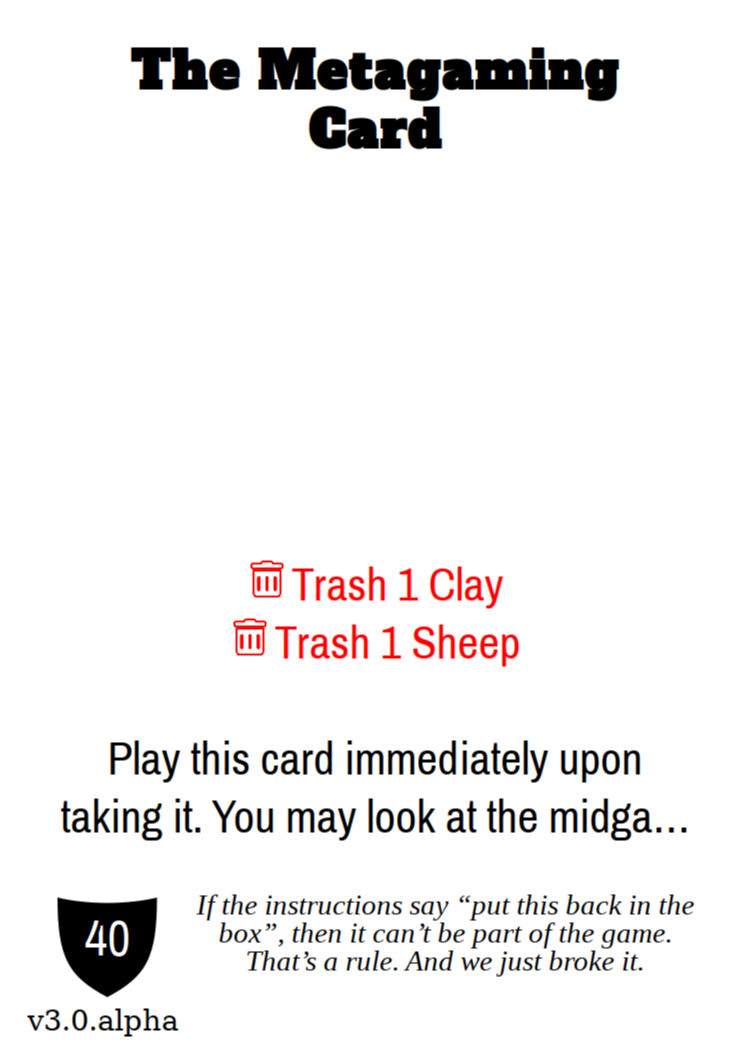 The Metagaming
Card
Trash 1 Clay
Trash 1 Sheep
Play this card immediately upon
taking it. You may look at the midga…
40
If the instructions say “put this back in the
box”, then it can’t be part of the game.
That’s a rule. And we just broke it.
v3.0.alpha